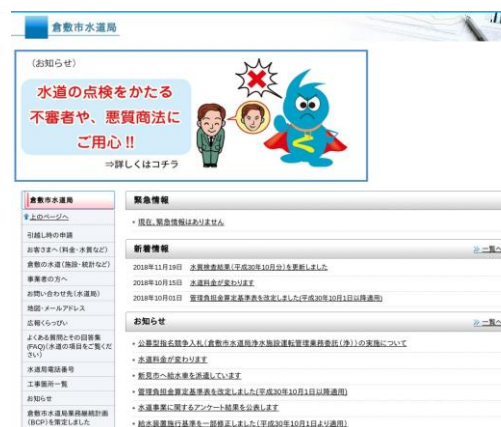 倉敷市水道局
(お知らせ)
水道の点検をかたる
不審者や、悪質商法に
ご用心!!
⇒詳しくはコチラ
倉敷市水道局
上のページへ
引越し時の申請
お客さまへ(料金・水質など)
倉敷の水道(施設・統計など)
事業者の方へ
お問い合わせ先(水道局)
地図・メールアドレス
広報くらっぴぃ
よくある質問とその回答集
(FAQ)(水道の項目をご覧くだ
さい)
水道局電話番号
工事箇所一覧
お知らせ
倉敷市水道局業務継続計画
(BCP)を策定しました
緊急情報
現在、緊急情報はありません
新着情報
一覧へ
2018年11月19日 水質検査結果(平成30年10月分)を更新しました
2018年10月15日 水道料金が変わります
2018年10月01日 管理負担金算定基準表を改定しました(平成30年10月1日以降適用)
お知らせ
一覧へ
公募型指名競争入札(倉敷市水道局浄水施設運転管理業務委託(浄))の実施について
水道料金が変わります
新見市へ給水車を派遣しています
管理負担金算定基準表を改定しました(平成30年10月1日以降適用)
水道事業に関するアンケート結果を公表します
給水装置施行基準を一部修正しました(平成30年10月1日より適用)